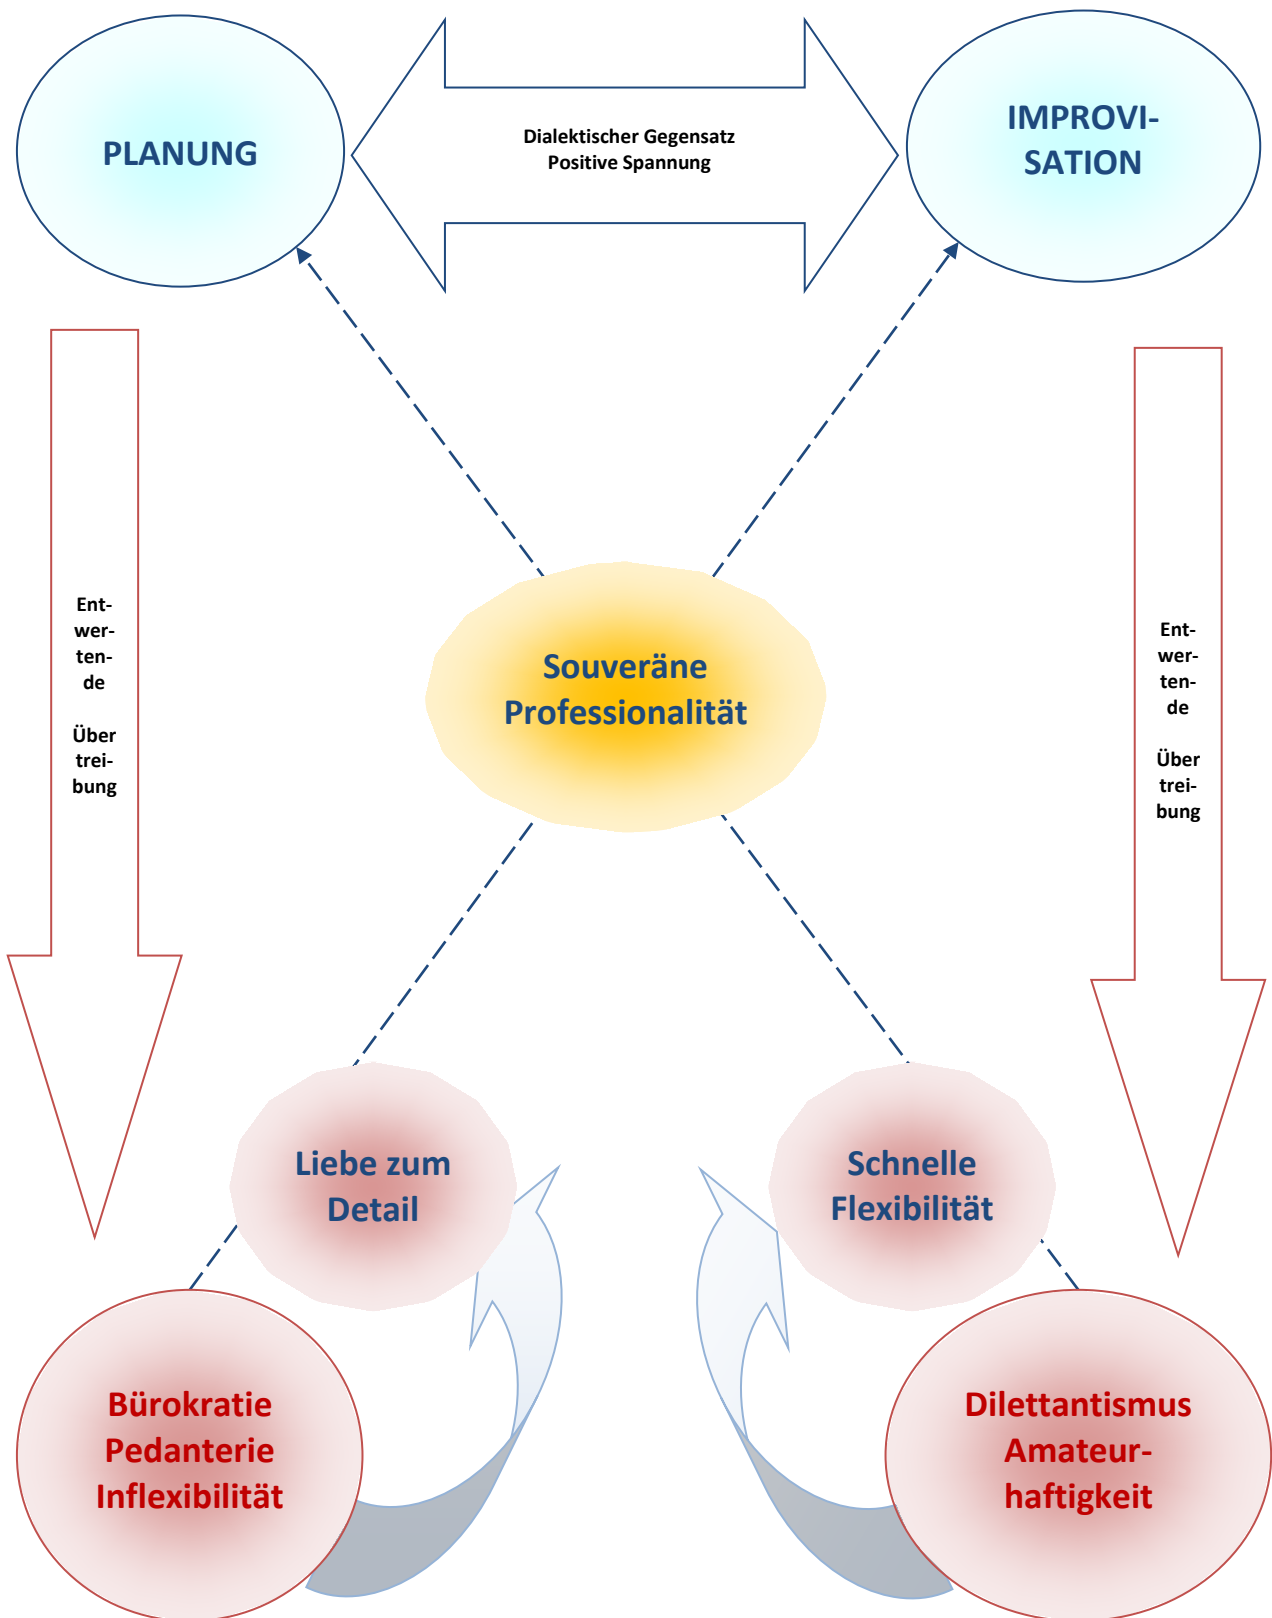 PLANUNG
Dialektischer Gegensatz
Positive Spannung
IMPROVI-
SATION
Ent-
wer-
ten-
de
Über
trei-
bung
Souveräne
Professionalität
Ent-
wer-
ten-
de
Über
trei-
bung
Liebe zum
Detail
Schnelle
Flexibilität
Bürokratie
Pedanterie
Inflexibilität
Dilettantismus
Amateur-
haftigkeit